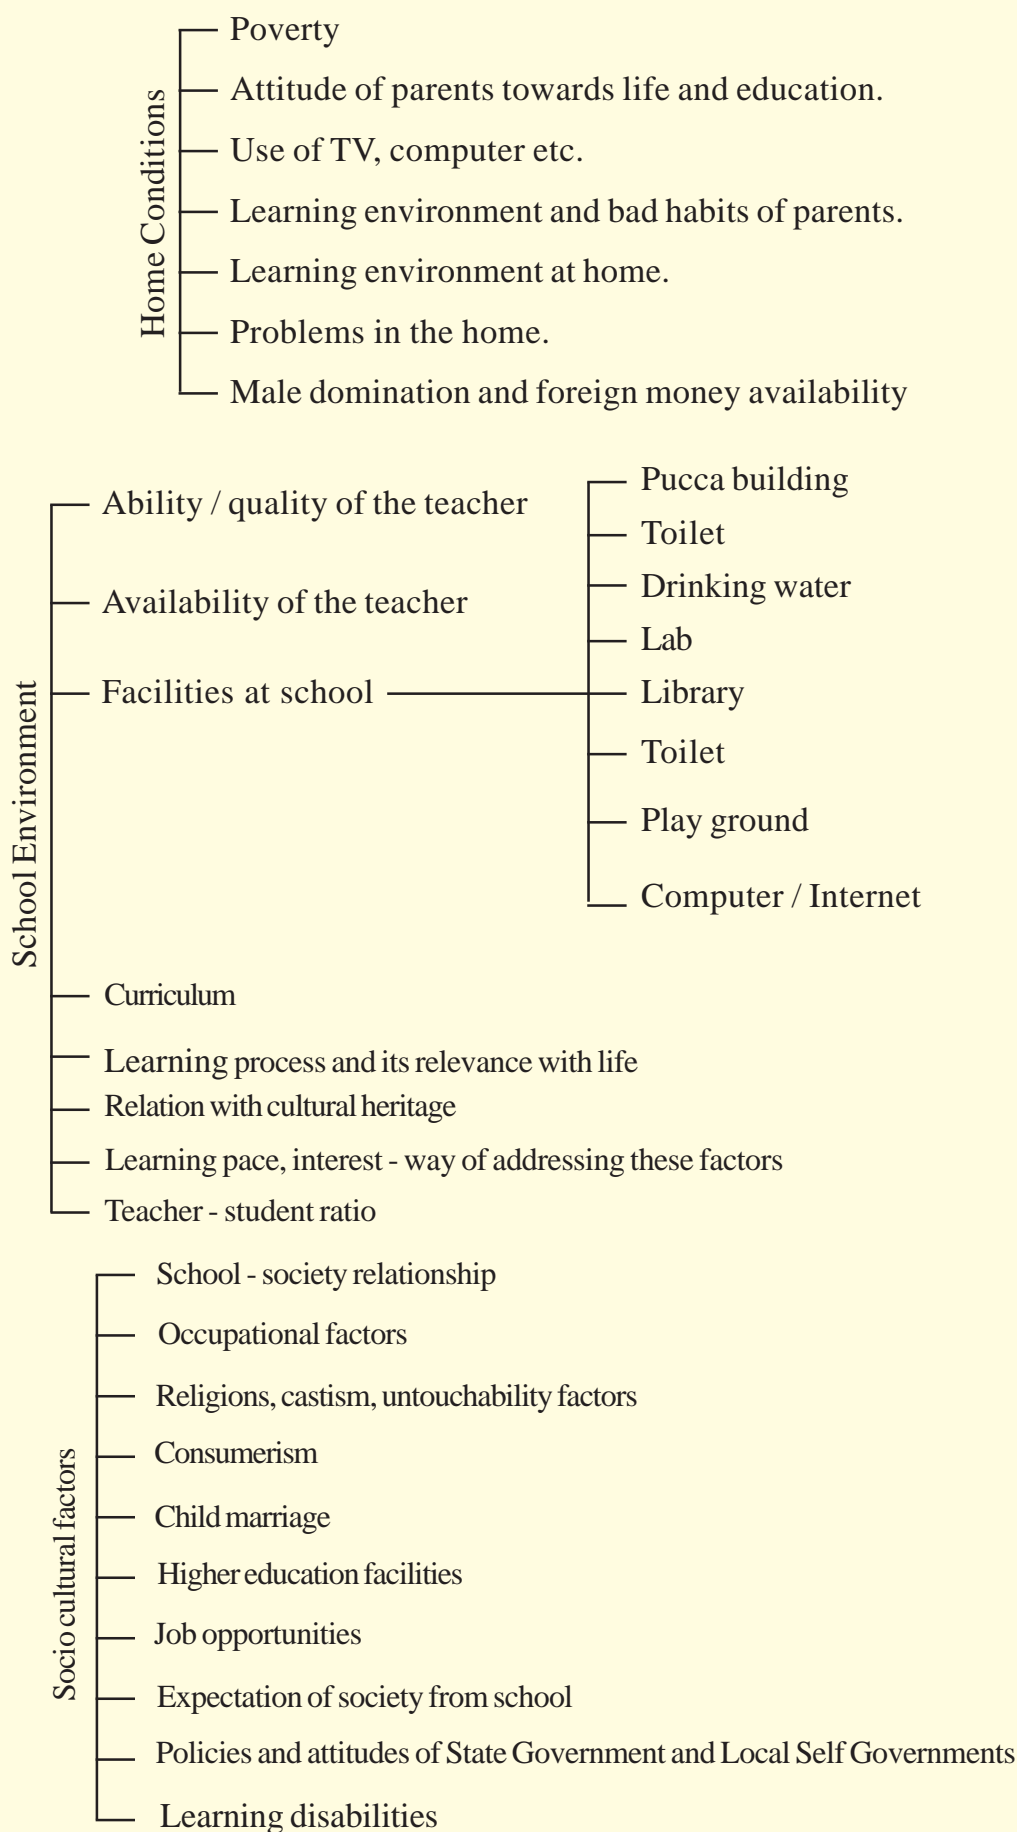 Home Conditions
Poverty
Attitude of parents towards life and education.
Use of TV, computer etc.
Learning environment and bad habits of parents.
Learning environment at home.
Problems in the home.
Male domination and foreign money availability
School Environment
Ability / quality of the teacher
Availability of the teacher
Facilities at school
Pucca building
Toilet
Drinking water
Lab
Library
Toilet
Play ground
Computer / Internet
Curriculum
Learning process and its relevance with life
Relation with cultural heritage
Learning pace, interest - way of addressing these factors
Teacher - student ratio
Socio cultural factors
School - society relationship
Occupational factors
Religions, castism, untouchability factors
Consumerism
Child marriage
Higher education facilities
Job opportunities
Expectation of society from school
Policies and attitudes of State Government and Local Self Governments
Learning disabilities